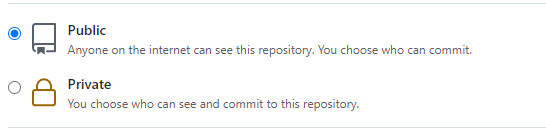 Public
Anyone on the internet can see this repository. You choose who can commit.
Private
You choose who can see and commit to this repository.